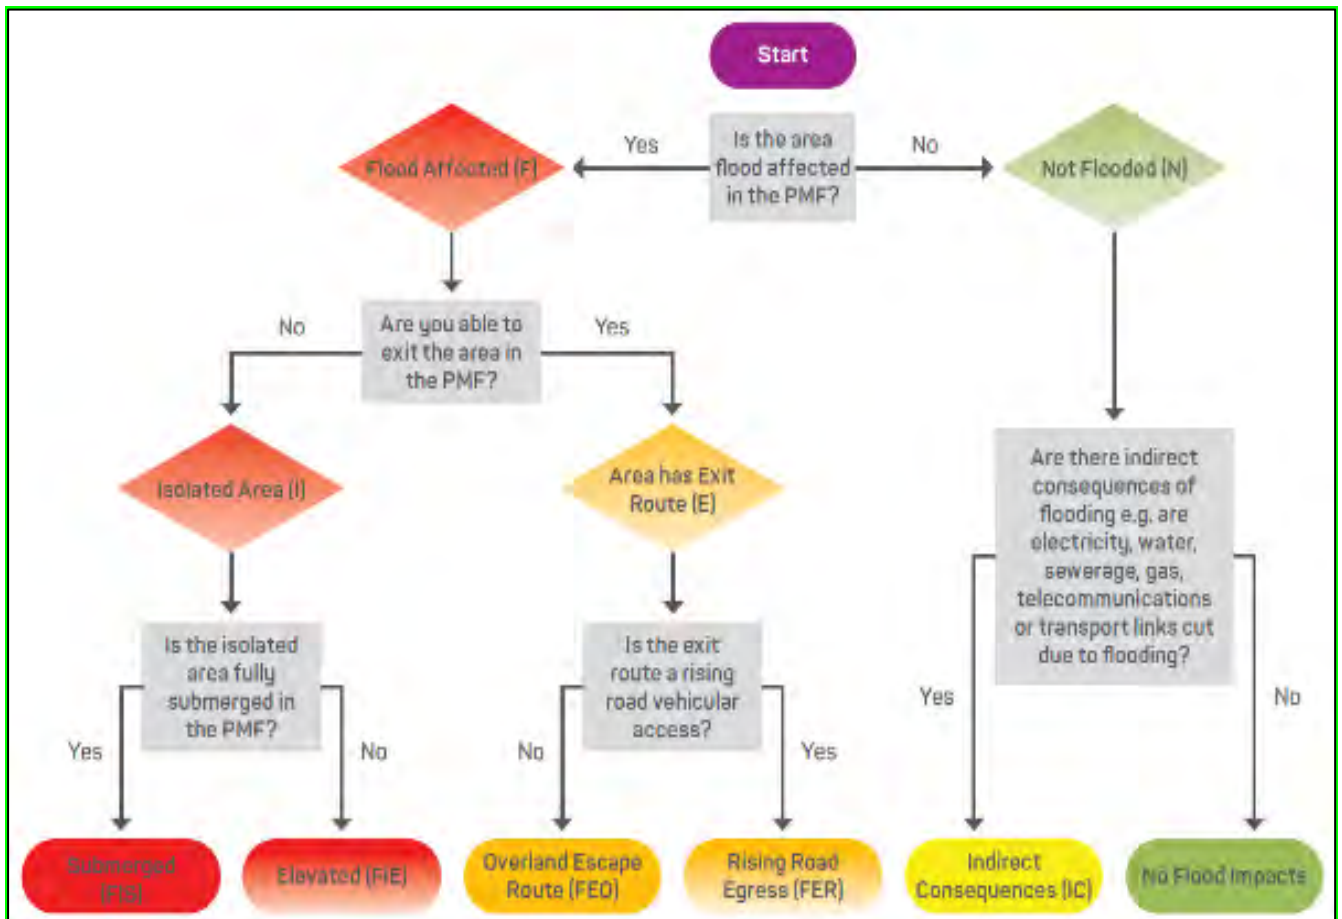 Start
Yes
Is the area
flood affected
in the PMF?
No
Flood Affected (F)
Not Flooded (N)
No
Are you able to
exit the area in
the PMF?
Yes
Isolated Area (I)
Area has Exit
Route (E)
Are there indirect
consequences of
flooding e.g. are
electricity, water,
sewerage, gas,
telecommunications
or transport links cut
due to flooding?
Is the isolated
area fully
submerged in
the PMF?
Is the exit
route a rising
road vehicular
access?
Yes
No
No
Yes
Yes
No
Submerged
(FIS)
Elevated (FIE)
Overland Escape
Route (FEO)
Rising Road
Egress (FER)
Indirect
Consequences (IC)
No Flood Impacts